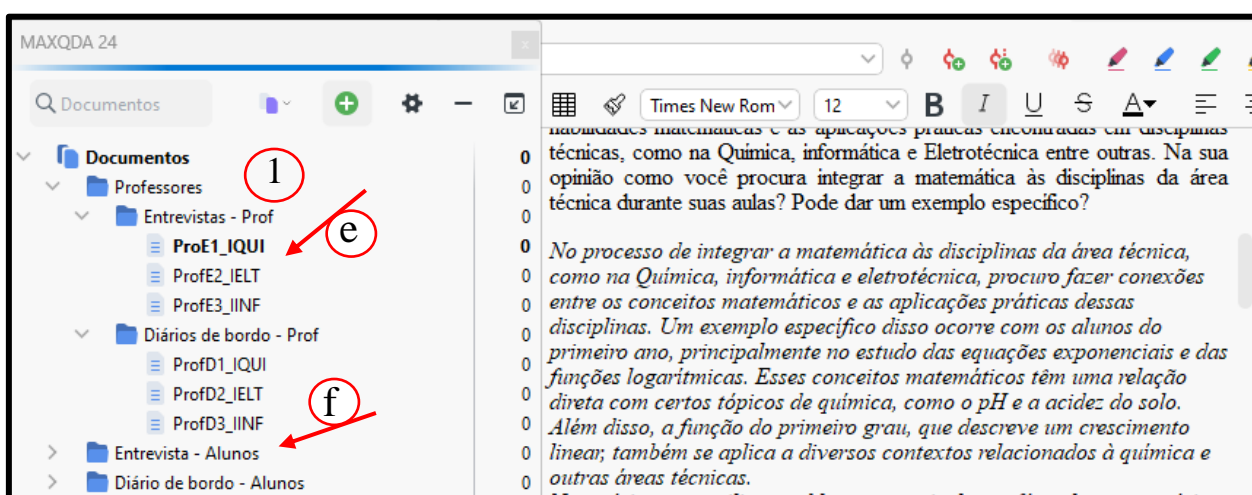 MAXQDA 24
x
Documentos
Times New Rom 12 B I U S A
Documentos 0
1
Professores 0
Entrevistas - Prof 0
e
ProE1_IQUI 0
ProfE2_IELT 0
ProfE3_IINF 0
Diários de bordo - Prof 0
ProfD1_IQUI 0
ProfD2_IELT 0
f
ProfD3_IINF 0
Entrevista - Alunos 0
Diário de bordo - Alunos 0
habilidades matemáticas e as aplicações práticas encontradas em disciplinas
técnicas, como na Química, informática e Eletrotécnica entre outras. Na sua
opinião como você procura integrar a matemática às disciplinas da área
técnica durante suas aulas? Pode dar um exemplo específico?
No processo de integrar a matemática às disciplinas da área técnica,
como na Química, informática e eletrotécnica, procuro fazer conexões
entre os conceitos matemáticos e as aplicações práticas dessas
disciplinas. Um exemplo específico disso ocorre com os alunos do
primeiro ano, principalmente no estudo das equações exponenciais e das
funções logarítmicas. Esses conceitos matemáticos têm uma relação
direta com certos tópicos de química, como o pH e a acidez do solo.
Além disso, a função do primeiro grau, que descreve um crescimento
linear, também se aplica a diversos contextos relacionados à química e
outras áreas técnicas.